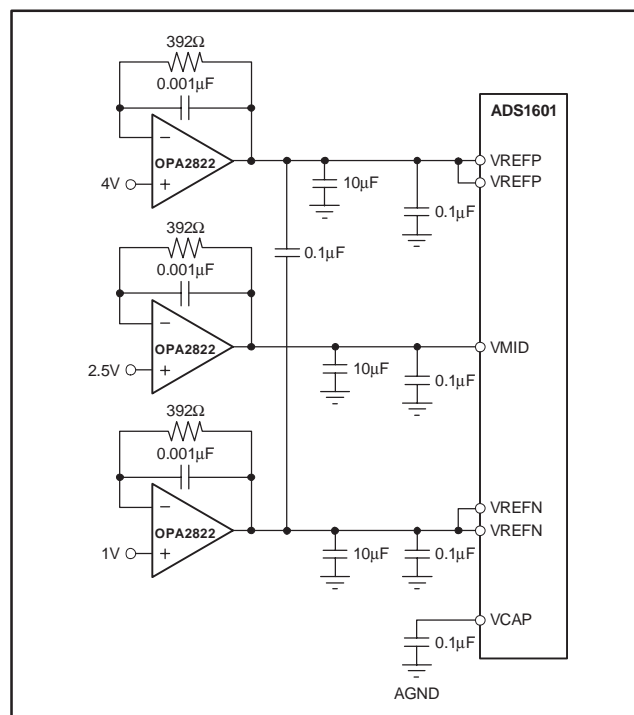 392Ω
0.001µF
ADS1601
OPA2822
4V
VREFP
VREFP
10µF
0.1µF
0.1µF
392Ω
0.001µF
OPA2822
2.5V
VMID
10µF
0.1µF
392Ω
0.001µF
OPA2822
1V
VREFN
VREFN
10µF
0.1µF
VCAP
0.1µF
AGND